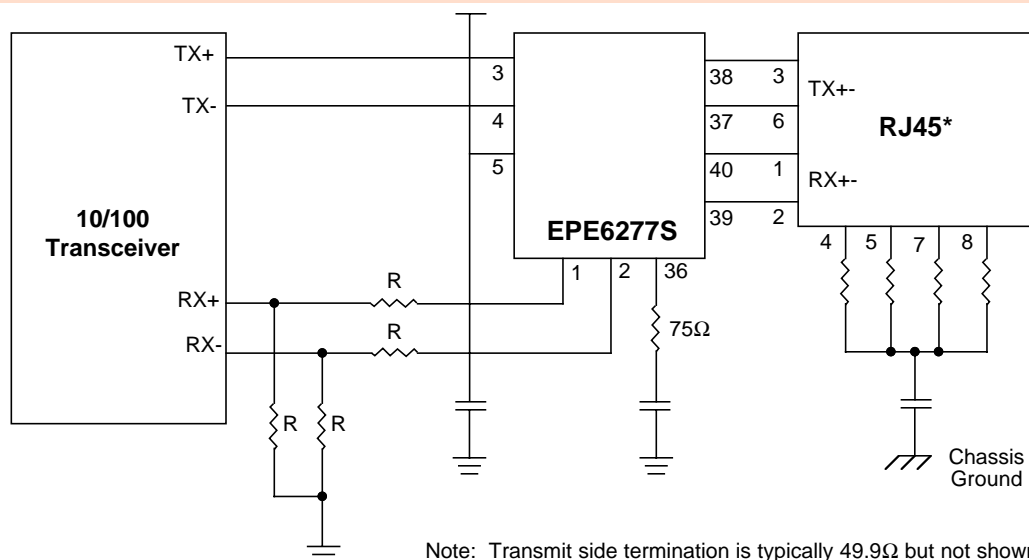 TX+
TX-
10/100
Transceiver
RX+
RX-
R
R
R
R
3
4
5
EPE6277S
1
2
36
75Ω
38
37
40
39
3
6
1
2
TX+-
RX+-
RJ45*
4
5
7
8
Chassis
Ground
Note: Transmit side termination is typically 49.9Ω but not shown